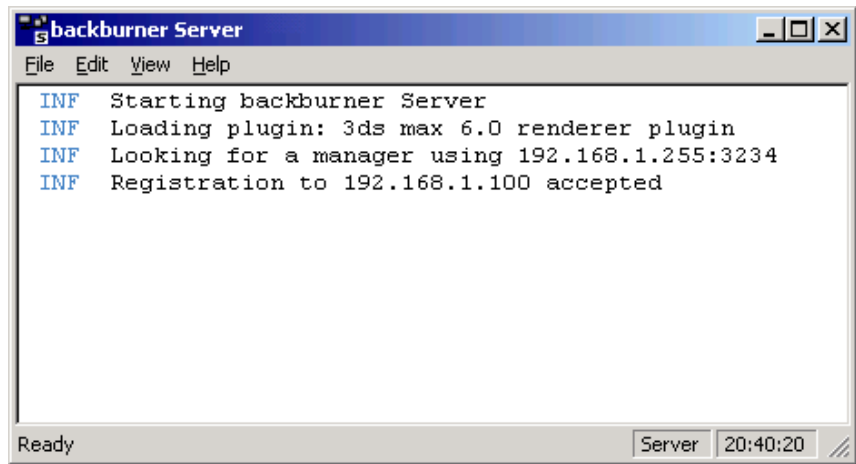 backburner Server
File Edit View Help
INF Starting backburner Server
INF Loading plugin: 3ds max 6.0 renderer plugin
INF Looking for a manager using 192.168.1.255:3234
INF Registration to 192.168.1.100 accepted
Ready Server 20:40:20